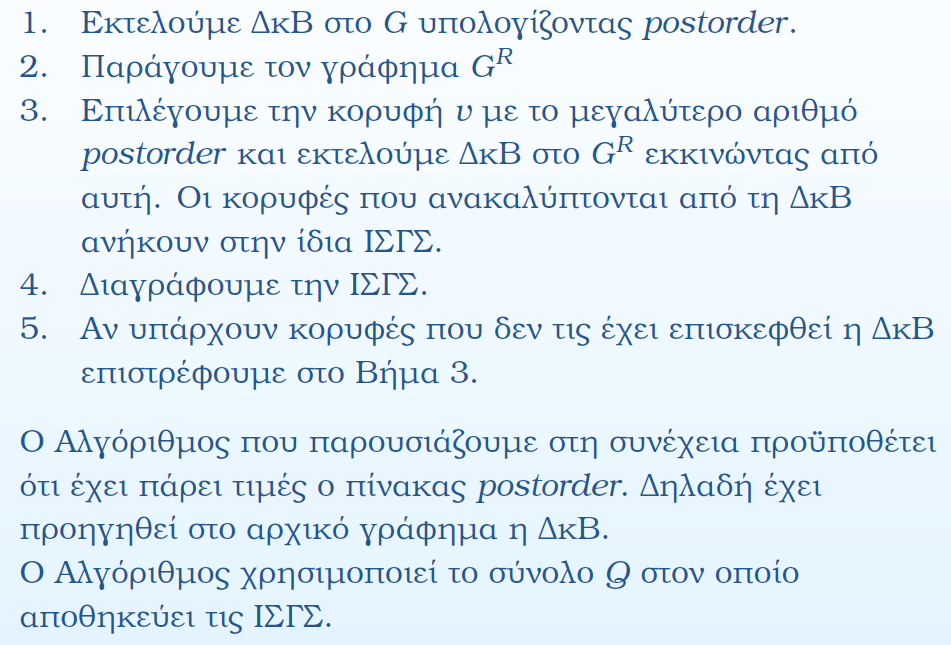 1. Εκτελούμε ΔκΒ στο G υπολογίζοντας postorder.
2. Παράγουμε τον γράφημα G^R
3. Επιλέγουμε την κορυφή υ με το μεγαλύτερο αριθμό
postorder και εκτελούμε ΔκΒ στο G^R εκκινώντας από
αυτή. Οι κορυφές που ανακαλύπτονται από τη ΔκΒ
ανήκουν στην ίδια ΙΣΓΣ.
4. Διαγράφουμε την ΙΣΓΣ.
5. Αν υπάρχουν κορυφές που δεν τις έχει επισκεφθεί η ΔκΒ
επιστρέφουμε στο Βήμα 3.
Ο Αλγόριθμος που παρουσιάζουμε στη συνέχεια προϋποθέτει
ότι έχει πάρει τιμές ο πίνακας postorder. Δηλαδή έχει
προηγηθεί στο αρχικό γράφημα η ΔκΒ.
Ο Αλγόριθμος χρησιμοποιεί το σύνολο Q στον οποίο
αποθηκεύει τις ΙΣΓΣ.